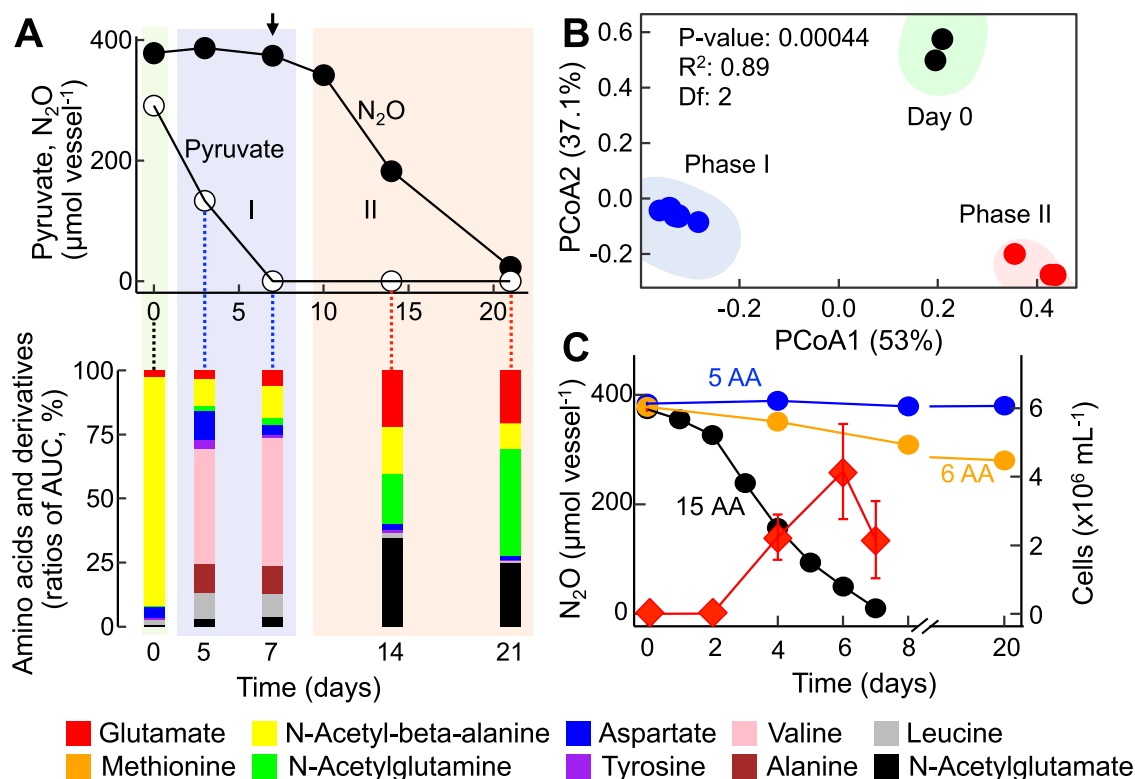 A
Pyruvate, N₂O
(µmol vessel⁻¹)
400
200
0
N₂O
Pyruvate
I
II
0 5 10 15 20
Amino acids and derivatives
(ratios of AUC, %)
100
75
50
25
0
0 5 7 14 21
Time (days)
B
P-value: 0.00044
R²: 0.89
Df: 2
Day 0
Phase I
Phase II
PCoA2 (37.1%)
0.6
0.4
0.2
0.0
-0.2
-0.2 0.0 0.2 0.4
PCoA1 (53%)
C
N₂O (µmol vessel⁻¹)
400
200
0
5 AA
6 AA
15 AA
6
4
2
0
Cells (x10⁶ mL⁻¹)
0 2 4 6 8 20
Time (days)
Glutamate N-Acetyl-beta-alanine Aspartate Valine Leucine
Methionine N-Acetylglutamine Tyrosine Alanine N-Acetylglutamate